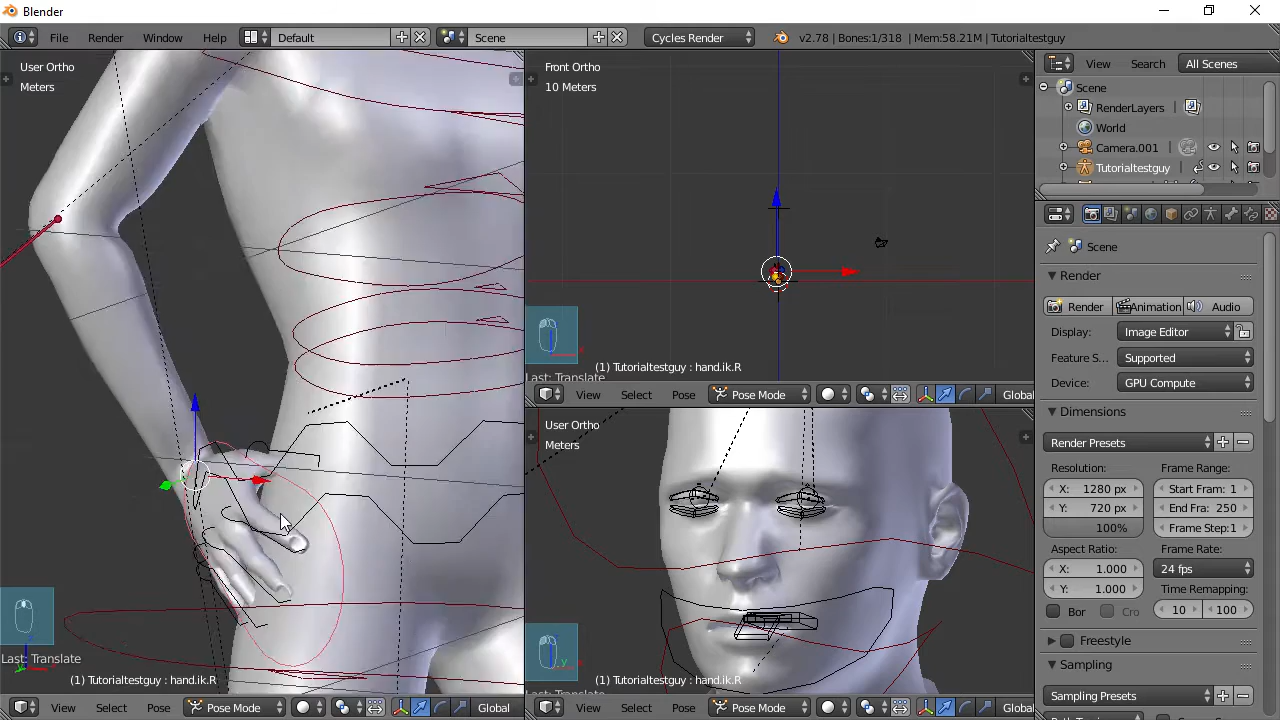 Blender
File Render Window Help Default Scene Cycles Render v2.78 | Bones:1/318 | Mem:58.21M | Tutorialtestguy
User Ortho
Meters
Last: Translate
(1) Tutorialtestguy : hand.ik.R
View Select Pose Pose Mode Global
Front Ortho
10 Meters
(1) Tutorialtestguy : hand.ik.R
Last: Translate
View Select Pose Pose Mode Global
User Ortho
Meters
(1) Tutorialtestguy : hand.ik.R
Last: Translate
View Select Pose Pose Mode Global
View Search All Scenes
Scene
RenderLayers
World
Camera.001
Tutorialtestguy
Scene
Render
Render Animation Audio
Display: Image Editor
Feature S... Supported
Device: GPU Compute
Dimensions
Render Presets
Resolution: Frame Range:
X: 1280 px Start Fram: 1
Y: 720 px End Fra: 250
100% Frame Step:1
Aspect Ratio: Frame Rate:
X: 1.000 24 fps
Y: 1.000 Time Remapping:
Bor Cro 10 100
Freestyle
Sampling
Sampling Presets